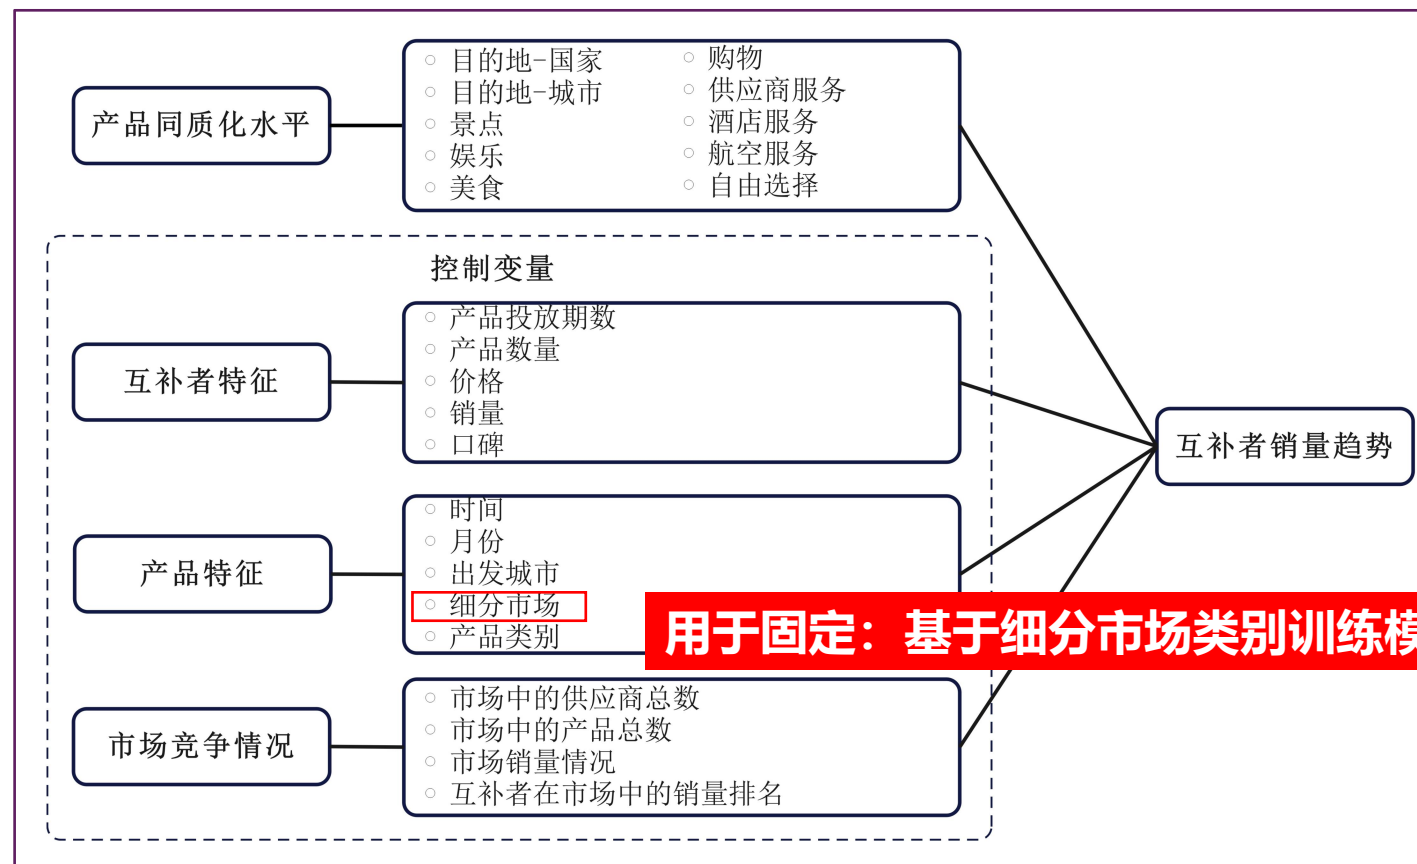 产品同质化水平
目的地-国家
目的地-城市
景点
娱乐
美食
购物
供应商服务
酒店服务
航空服务
自由选择
控制变量
互补者特征
产品投放期数
产品数量
价格
销量
口碑
产品特征
时间
月份
出发城市
细分市场
产品类别
用于固定：基于细分市场类别训练模
市场竞争情况
市场中的供应商总数
市场中的产品总数
市场销量情况
互补者在市场中的销量排名
互补者销量趋势